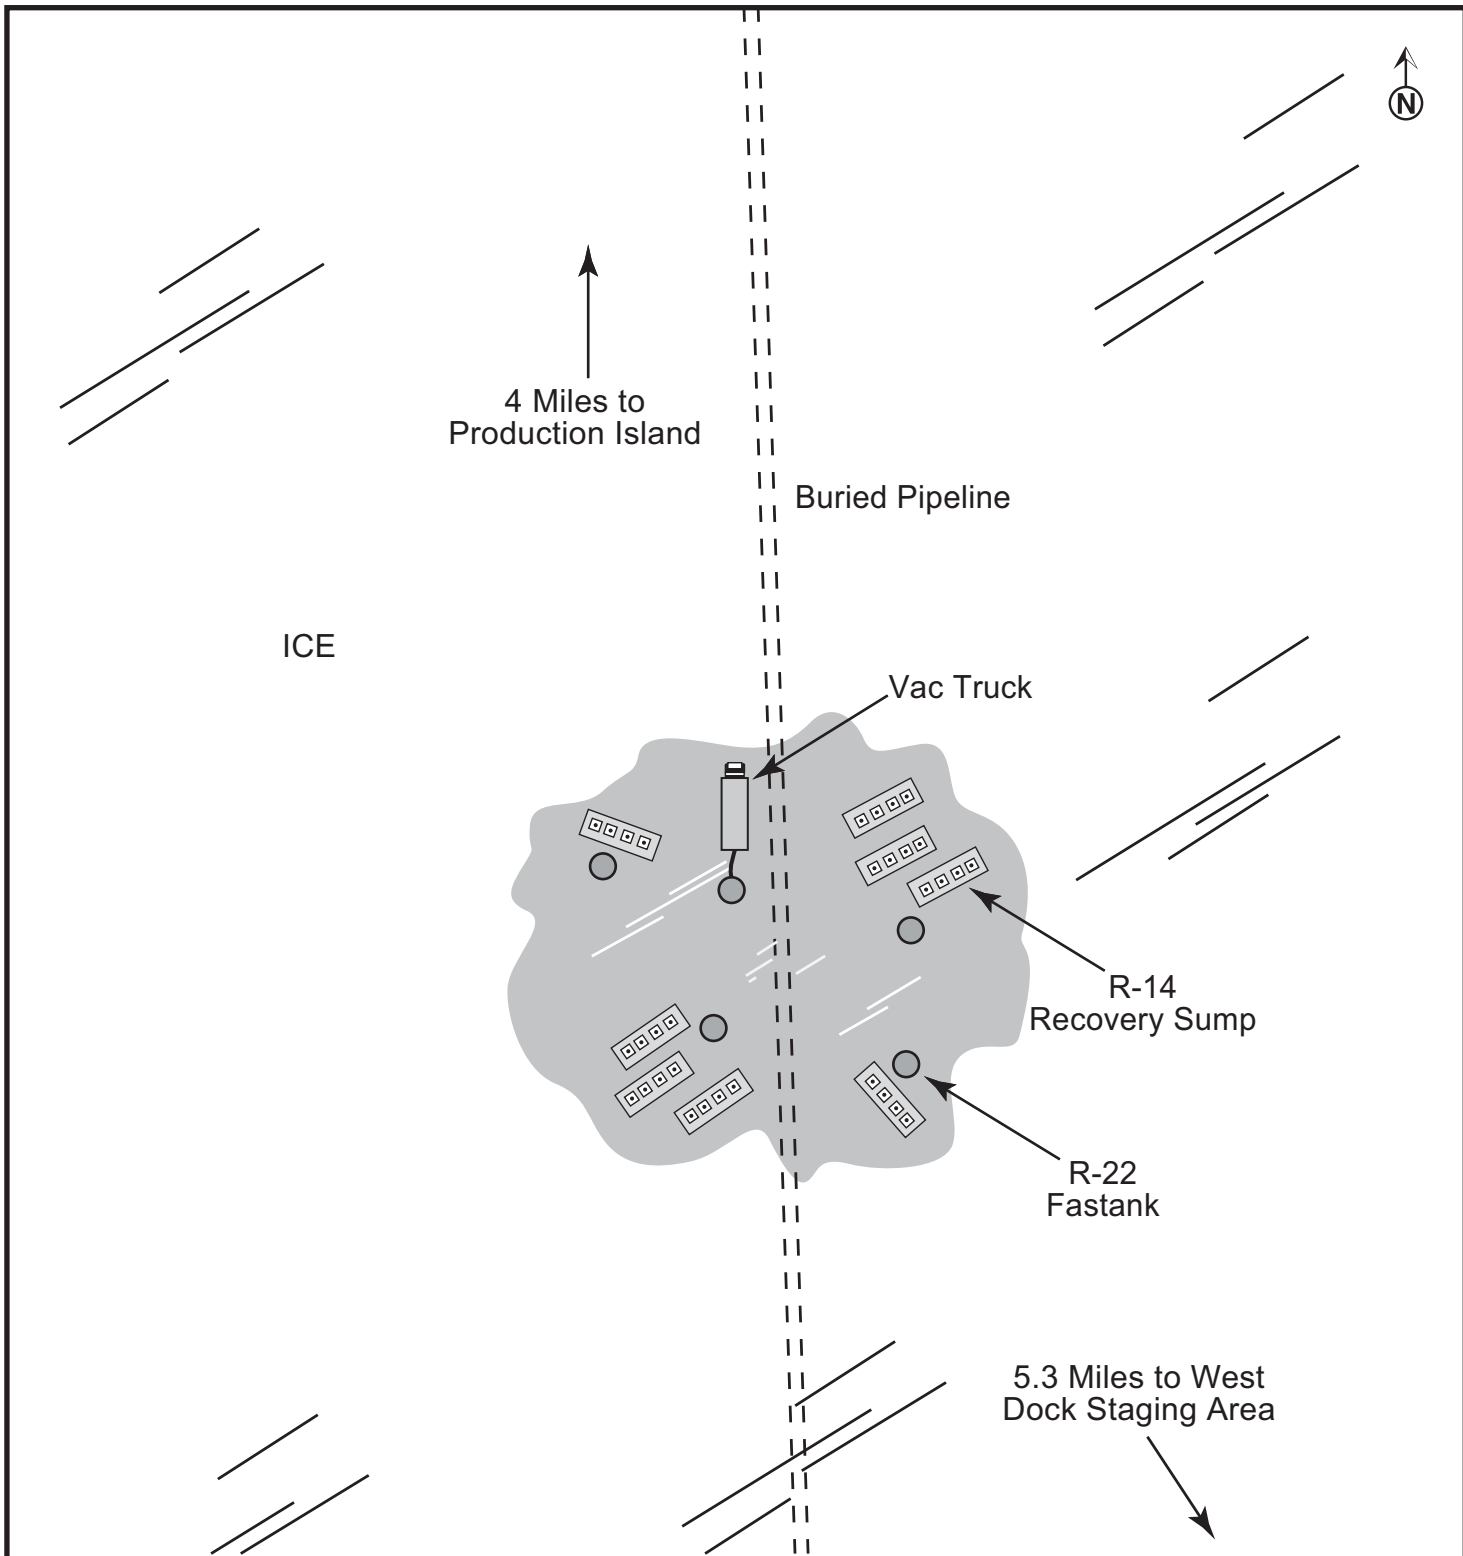 N
4 Miles to
Production Island
Buried Pipeline
ICE
Vac Truck
R-14
Recovery Sump
R-22
Fastank
5.3 Miles to West
Dock Staging Area